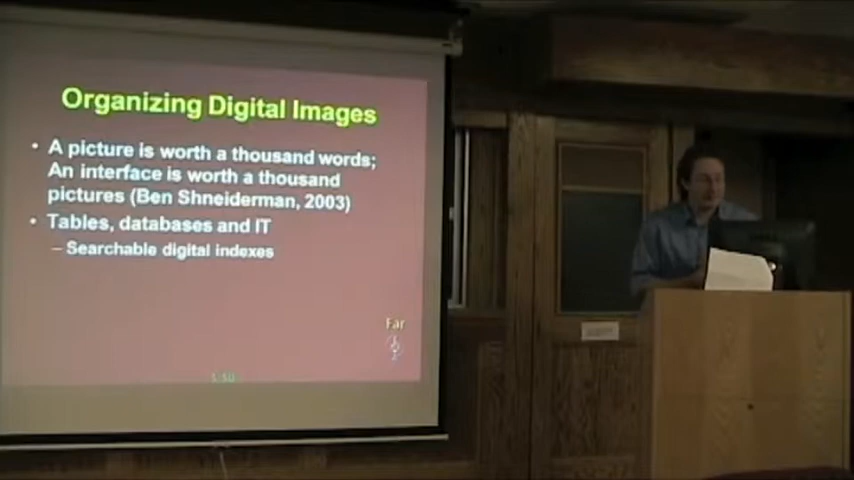 Organizing Digital Images
• A picture is worth a thousand words;
An interface is worth a thousand
pictures (Ben Shneiderman, 2003)
• Tables, databases and IT
– Searchable digital indexes
Far